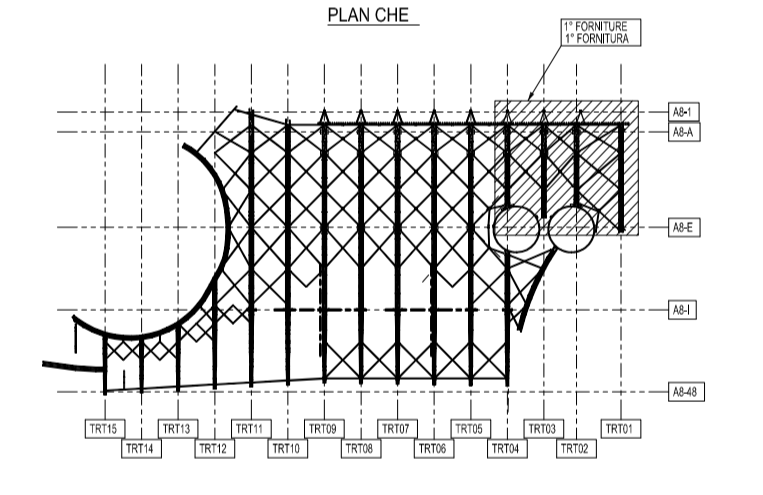 PLAN CHE
1° FORNITURE
1° FORNITURA
A8-1
A8-A
A8-E
A8-I
A8-48
TRT15
TRT14
TRT13
TRT12
TRT11
TRT10
TRT09
TRT08
TRT07
TRT06
TRT05
TRT04
TRT03
TRT02
TRT01